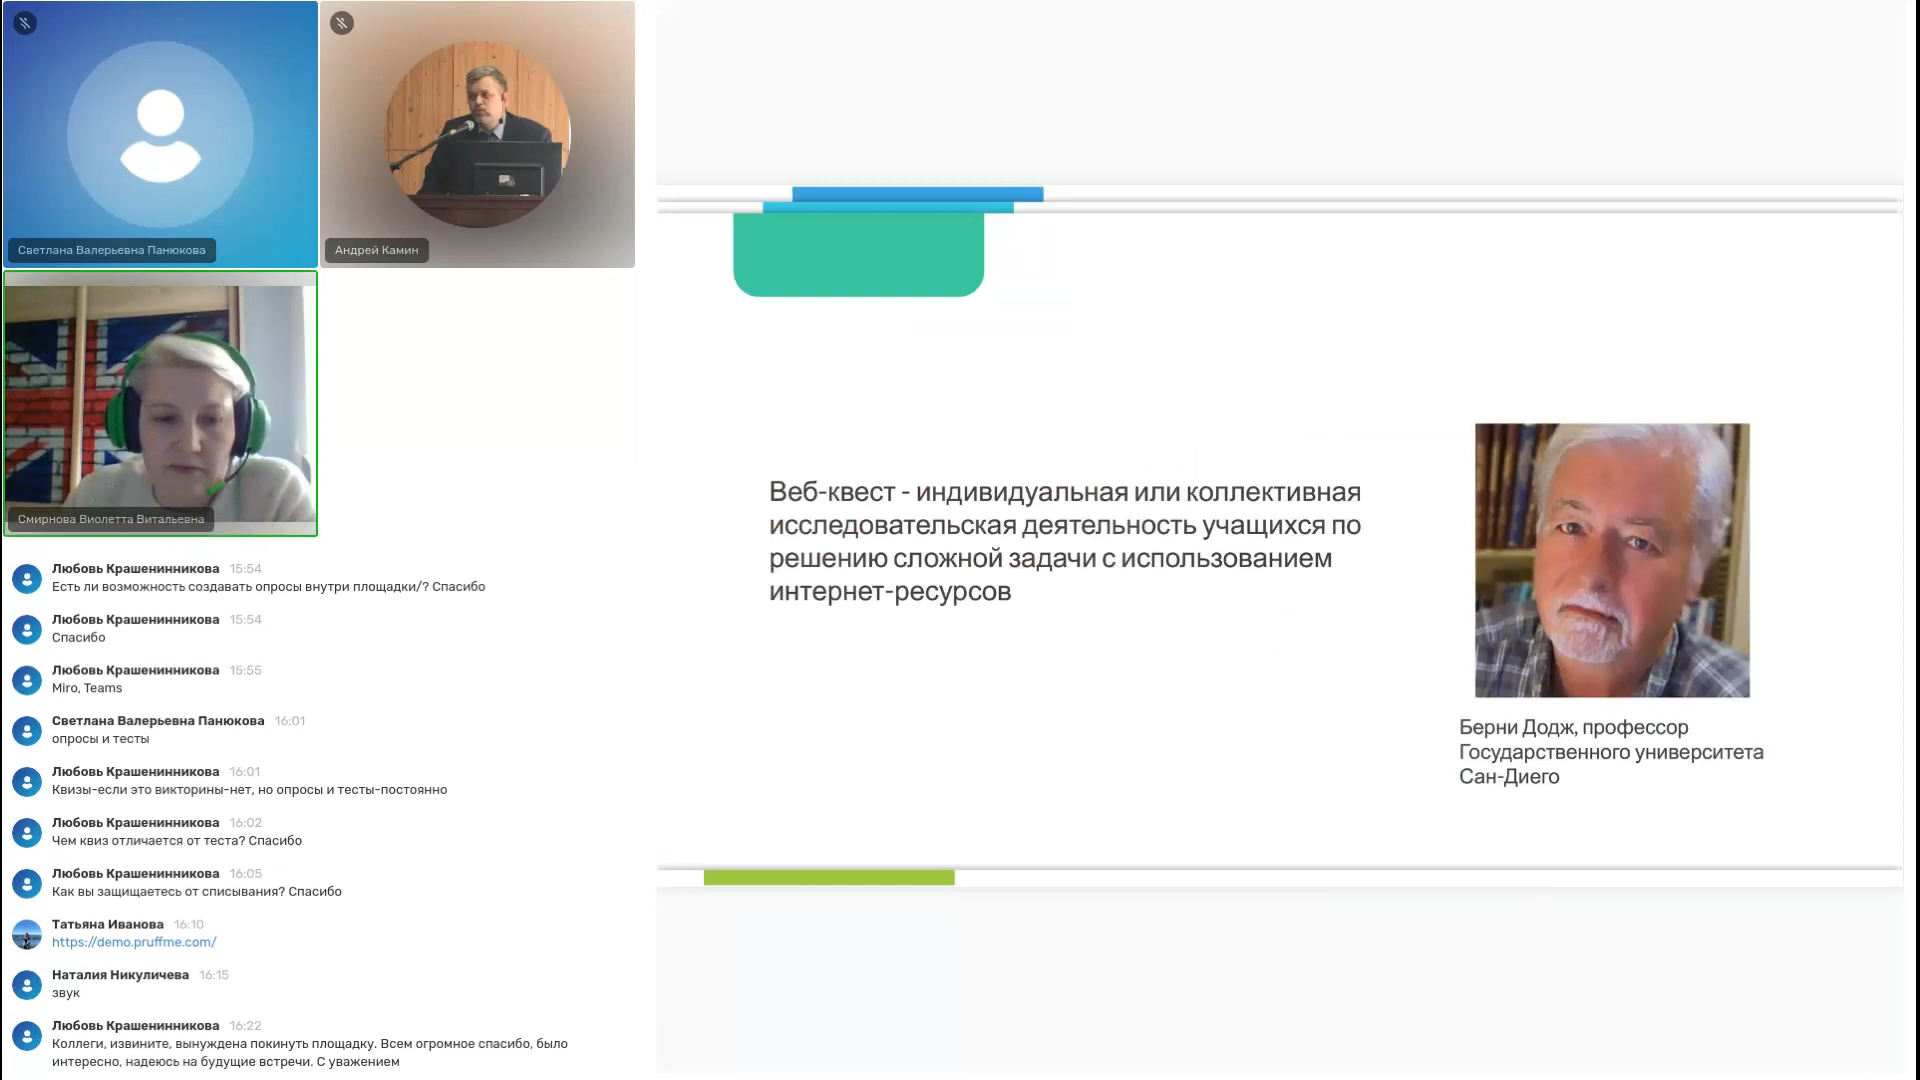 Светлана Валерьевна Панюкова
Андрей Камин
Смирнова Виолетта Витальевна
Любовь Крашенинникова 15:54
Есть ли возможность создавать опросы внутри площадки/? Спасибо
Любовь Крашенинникова 15:54
Спасибо
Любовь Крашенинникова 15:55
Miro, Teams
Светлана Валерьевна Панюкова 16:01
опросы и тесты
Любовь Крашенинникова 16:01
Квизы-если это викторины-нет, но опросы и тесты-постоянно
Любовь Крашенинникова 16:02
Чем квиз отличается от теста? Спасибо
Любовь Крашенинникова 16:05
Как вы защищаетесь от списывания? Спасибо
Татьяна Иванова 16:10
https://demo.pruffme.com/
Наталия Никуличева 16:15
звук
Любовь Крашенинникова 16:22
Коллеги, извините, вынуждена покинуть площадку. Всем огромное спасибо, было
интересно, надеюсь на будущие встречи. С уважением
Веб-квест - индивидуальная или коллективная
исследовательская деятельность учащихся по
решению сложной задачи с использованием
интернет-ресурсов
Берни Додж, профессор
Государственного университета
Сан-Диего